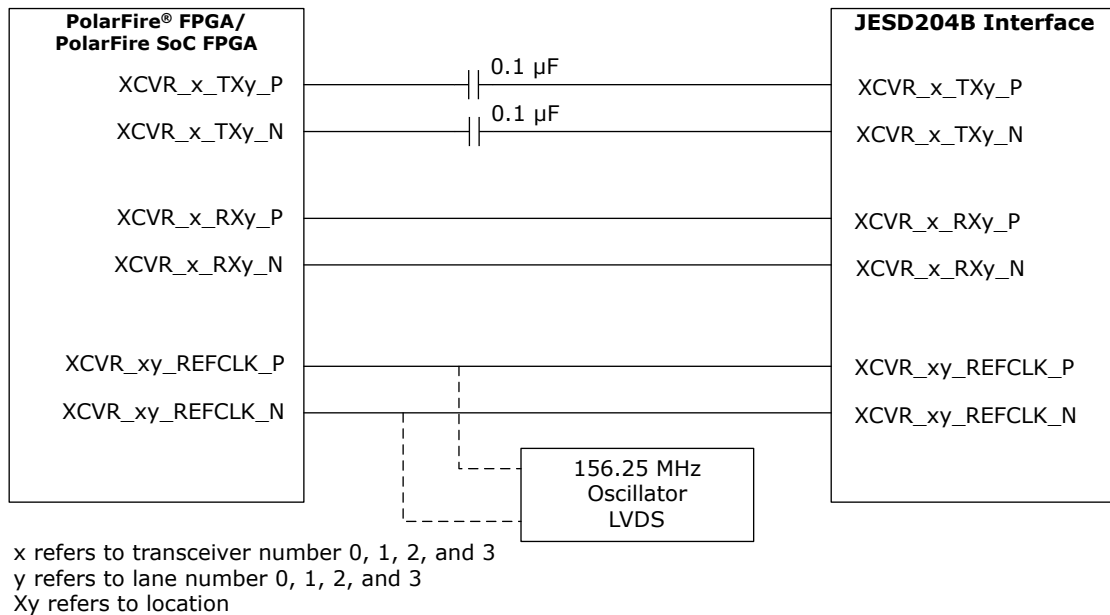 PolarFire® FPGA/
PolarFire SoC FPGA
JESD204B Interface
0.1 µF
XCVR_x_TXy_P
XCVR_x_TXy_P
0.1 µF
XCVR_x_TXy_N
XCVR_x_TXy_N
XCVR_x_RXy_P
XCVR_x_RXy_P
XCVR_x_RXy_N
XCVR_x_RXy_N
XCVR_xy_REFCLK_P
XCVR_xy_REFCLK_P
XCVR_xy_REFCLK_N
XCVR_xy_REFCLK_N
156.25 MHz
Oscillator
LVDS
x refers to transceiver number 0, 1, 2, and 3
y refers to lane number 0, 1, 2, and 3
Xy refers to location